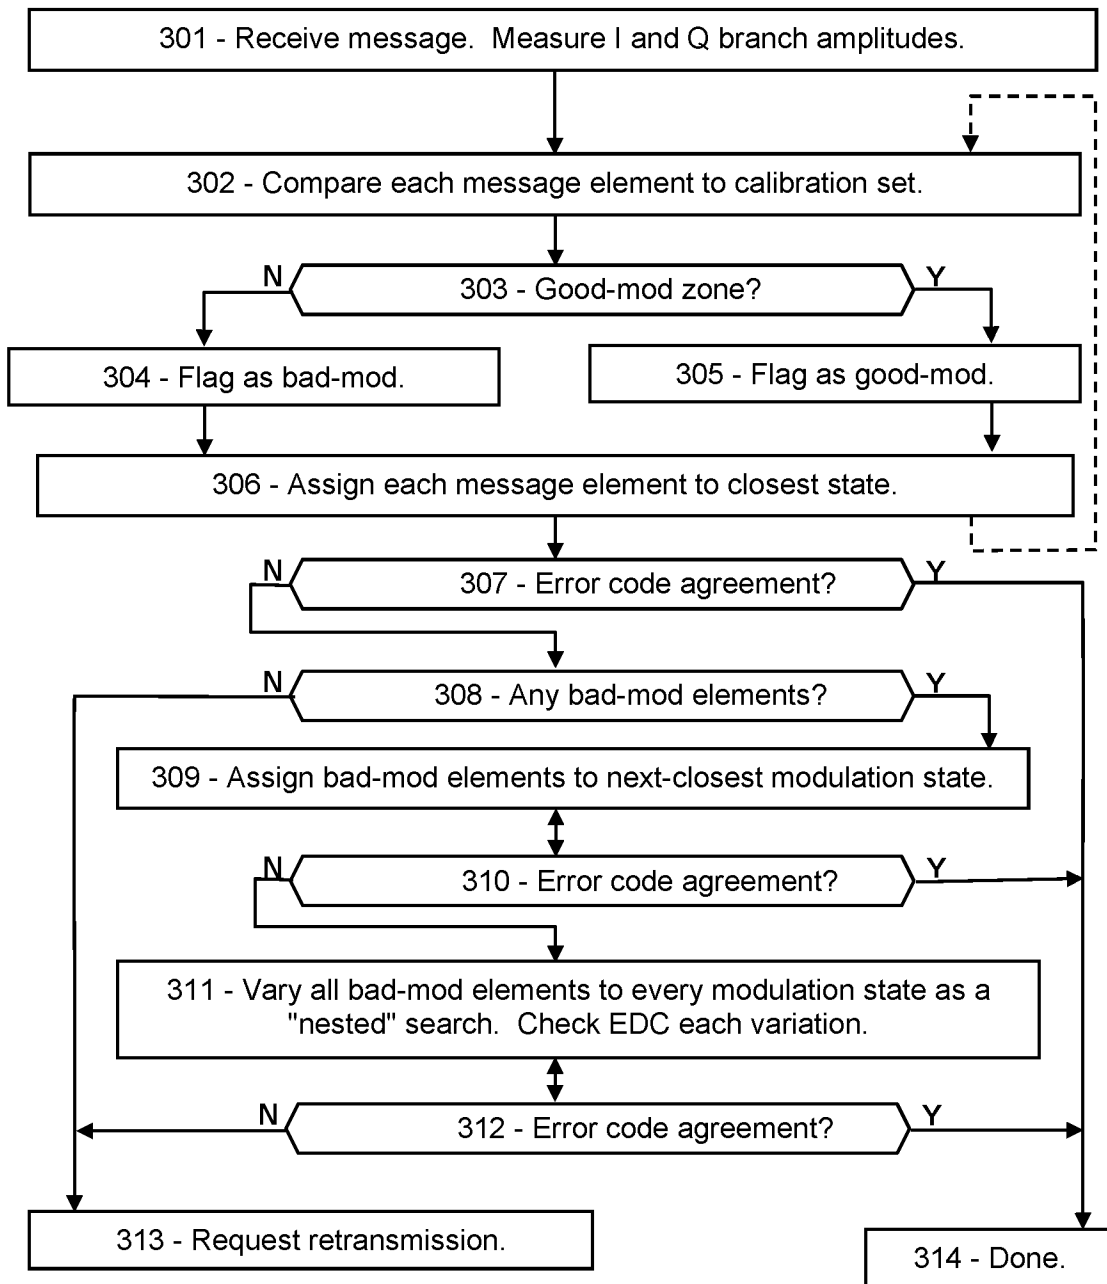 301 - Receive message.  Measure I and Q branch amplitudes.
302 - Compare each message element to calibration set.
N
Y
303 - Good-mod zone?
304 - Flag as bad-mod.
305 - Flag as good-mod.
306 - Assign each message element to closest state.
N
Y
307 - Error code agreement?
N
Y
308 - Any bad-mod elements?
309 - Assign bad-mod elements to next-closest modulation state.
N
Y
310 - Error code agreement?
311 - Vary all bad-mod elements to every modulation state as a
"nested" search.  Check EDC each variation.
N
Y
312 - Error code agreement?
313 - Request retransmission.
314 - Done.